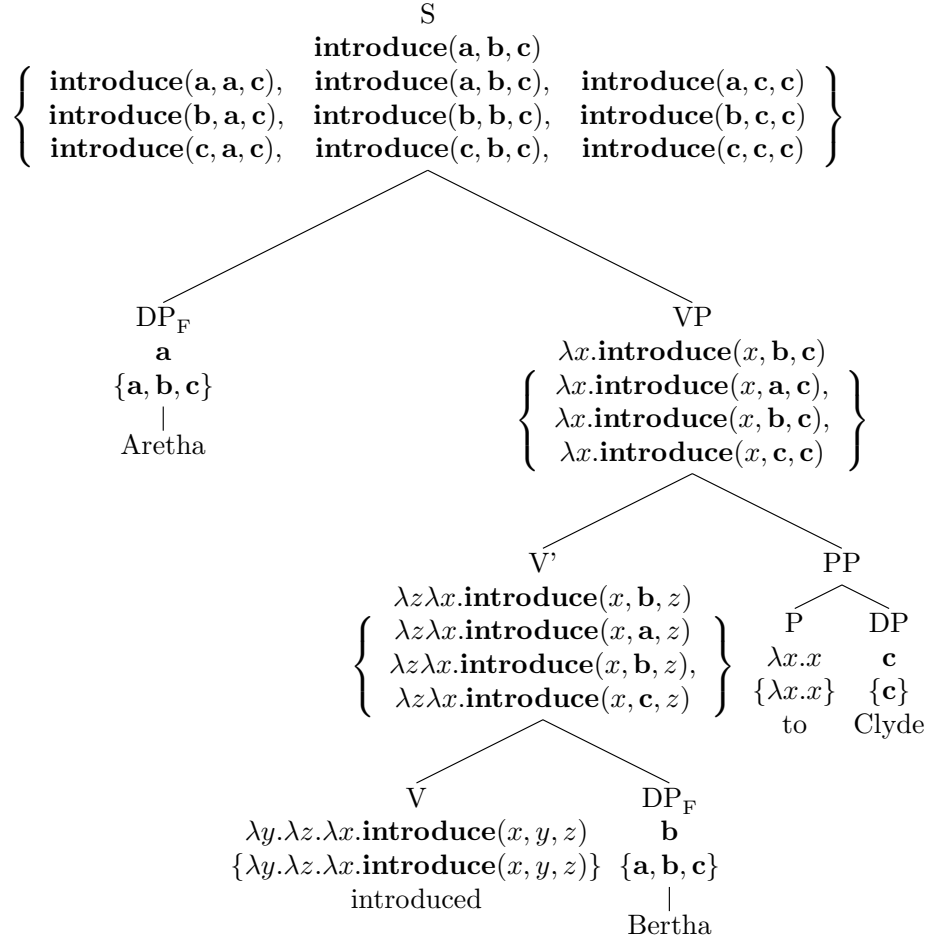 S
introduce(a, b, c)
{ introduce(a, a, c), introduce(a, b, c), introduce(a, c, c)
introduce(b, a, c), introduce(b, b, c), introduce(b, c, c)
introduce(c, a, c), introduce(c, b, c), introduce(c, c, c) }
DP_F
a
{a, b, c}
Aretha
VP
λx.introduce(x, b, c)
{ λx.introduce(x, a, c),
λx.introduce(x, b, c),
λx.introduce(x, c, c) }
V'
λzλx.introduce(x, b, z)
{ λzλx.introduce(x, a, z)
λzλx.introduce(x, b, z),
λzλx.introduce(x, c, z) }
PP
P
λx.x
{λx.x}
to
DP
c
{c}
Clyde
V
λy.λz.λx.introduce(x, y, z)
{λy.λz.λx.introduce(x, y, z)}
introduced
DP_F
b
{a, b, c}
Bertha